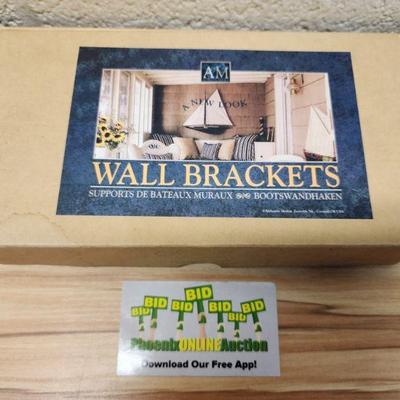 AM
A NEW LOOK
WALL BRACKETS
SUPPORTS DE BATEAUX MURAUX BOOTSWANDHAKEN
BID
BID BID BID BID
BID BID
PhoenixONLINEAuction
Download Our Free App!